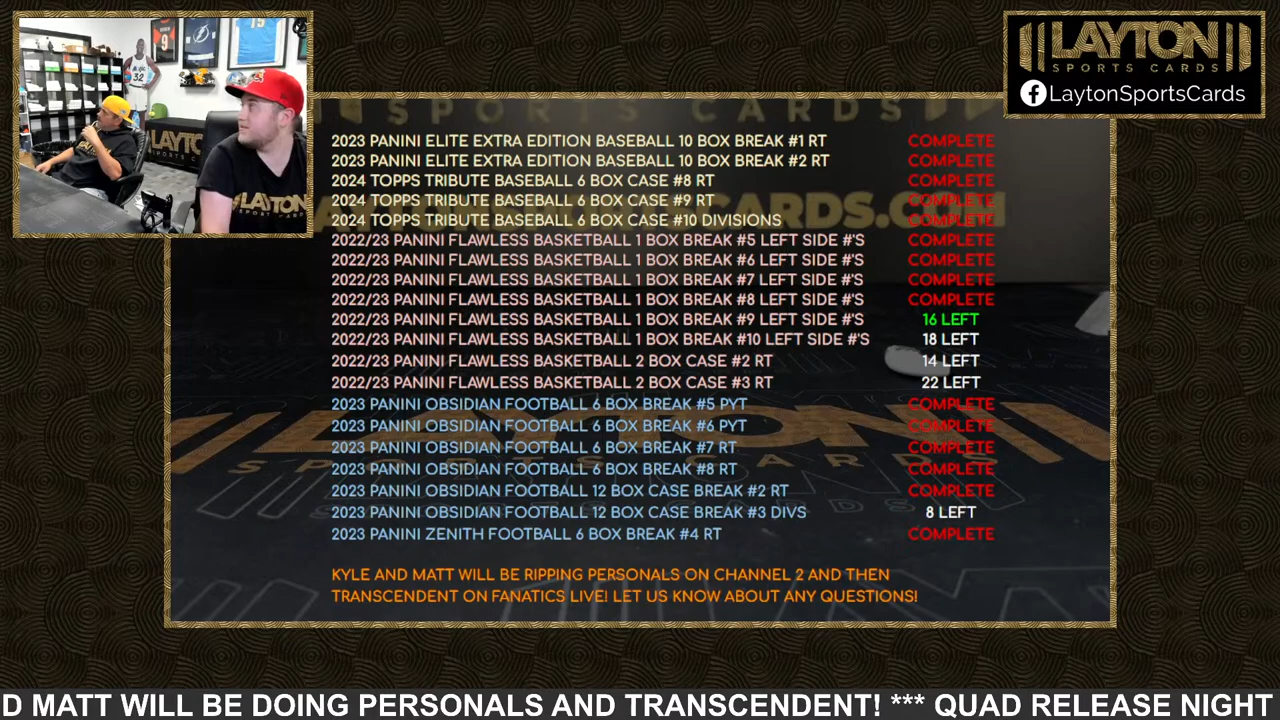 LAYTON
SPORTS CARDS
LaytonSportsCards
9
15
32
LAYTON
LAYTON
SPORTS CARDS
2023 PANINI ELITE EXTRA EDITION BASEBALL 10 BOX BREAK #1 RT COMPLETE
2023 PANINI ELITE EXTRA EDITION BASEBALL 10 BOX BREAK #2 RT COMPLETE
2024 TOPPS TRIBUTE BASEBALL 6 BOX CASE #8 RT COMPLETE
2024 TOPPS TRIBUTE BASEBALL 6 BOX CASE #9 RT COMPLETE
2024 TOPPS TRIBUTE BASEBALL 6 BOX CASE #10 DIVISIONS COMPLETE
2022/23 PANINI FLAWLESS BASKETBALL 1 BOX BREAK #5 LEFT SIDE #'S COMPLETE
2022/23 PANINI FLAWLESS BASKETBALL 1 BOX BREAK #6 LEFT SIDE #'S COMPLETE
2022/23 PANINI FLAWLESS BASKETBALL 1 BOX BREAK #7 LEFT SIDE #'S COMPLETE
2022/23 PANINI FLAWLESS BASKETBALL 1 BOX BREAK #8 LEFT SIDE #'S COMPLETE
2022/23 PANINI FLAWLESS BASKETBALL 1 BOX BREAK #9 LEFT SIDE #'S 16 LEFT
2022/23 PANINI FLAWLESS BASKETBALL 1 BOX BREAK #10 LEFT SIDE #'S 18 LEFT
2022/23 PANINI FLAWLESS BASKETBALL 2 BOX CASE #2 RT 14 LEFT
2022/23 PANINI FLAWLESS BASKETBALL 2 BOX CASE #3 RT 22 LEFT
2023 PANINI OBSIDIAN FOOTBALL 6 BOX BREAK #5 PYT COMPLETE
2023 PANINI OBSIDIAN FOOTBALL 6 BOX BREAK #6 PYT COMPLETE
2023 PANINI OBSIDIAN FOOTBALL 6 BOX BREAK #7 RT COMPLETE
2023 PANINI OBSIDIAN FOOTBALL 6 BOX BREAK #8 RT COMPLETE
2023 PANINI OBSIDIAN FOOTBALL 12 BOX CASE BREAK #2 RT COMPLETE
2023 PANINI OBSIDIAN FOOTBALL 12 BOX CASE BREAK #3 DIVS 8 LEFT
2023 PANINI ZENITH FOOTBALL 6 BOX BREAK #4 RT COMPLETE
KYLE AND MATT WILL BE RIPPING PERSONALS ON CHANNEL 2 AND THEN
TRANSCENDENT ON FANATICS LIVE! LET US KNOW ABOUT ANY QUESTIONS!
D MATT WILL BE DOING PERSONALS AND TRANSCENDENT! *** QUAD RELEASE NIGHT